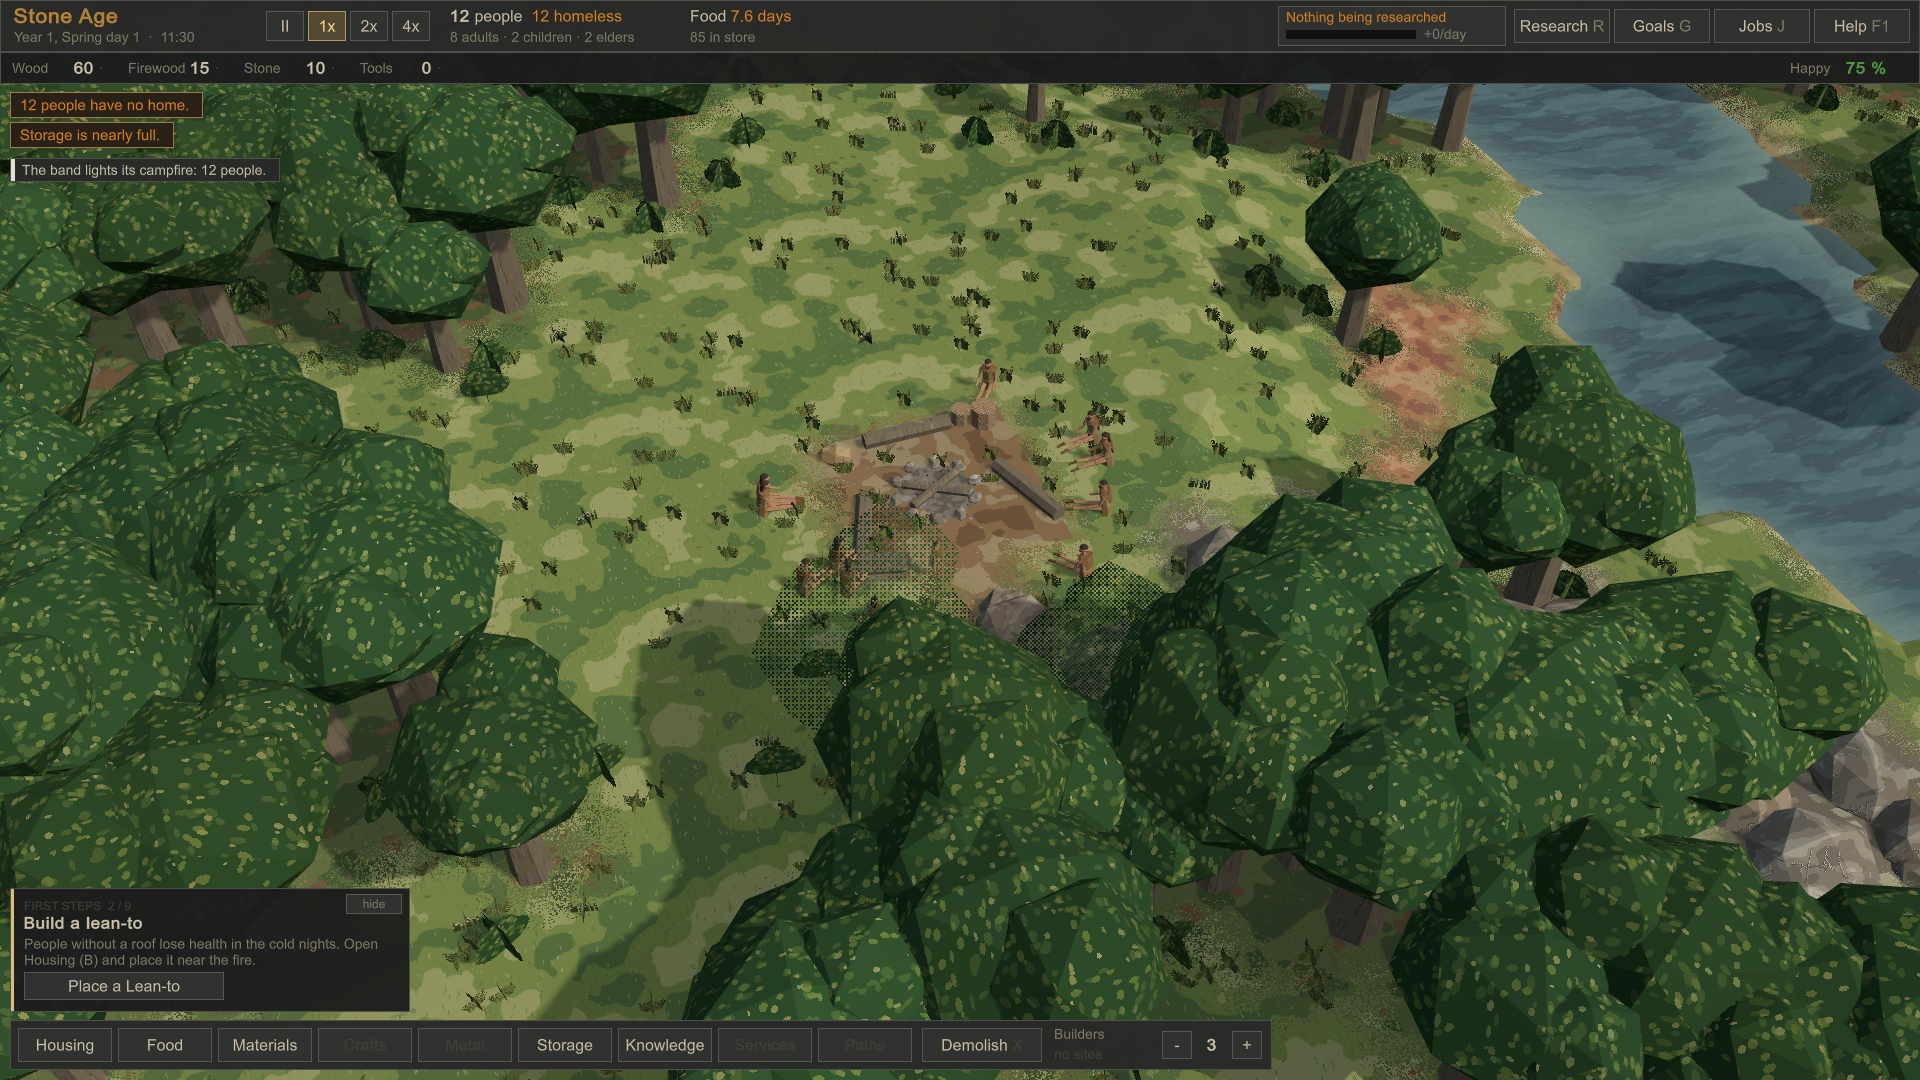 Stone Age
Year 1, Spring day 1 · 11:30
II 1x 2x 4x
12 people 12 homeless
8 adults · 2 children · 2 elders
Food 7.6 days
85 in store
Nothing being researched
+0/day
Research R Goals G Jobs J Help F1
Wood 60 Firewood 15 Stone 10 Tools 0
Happy 75 %
12 people have no home.
Storage is nearly full.
The band lights its campfire: 12 people.
FIRST STEPS 2/9
hide
Build a lean-to
People without a roof lose health in the cold nights. Open
Housing (B) and place it near the fire.
Place a Lean-to
Housing Food Materials Crafts Metal Storage Knowledge Services Paths Demolish X
Builders
no sites
- 3 +